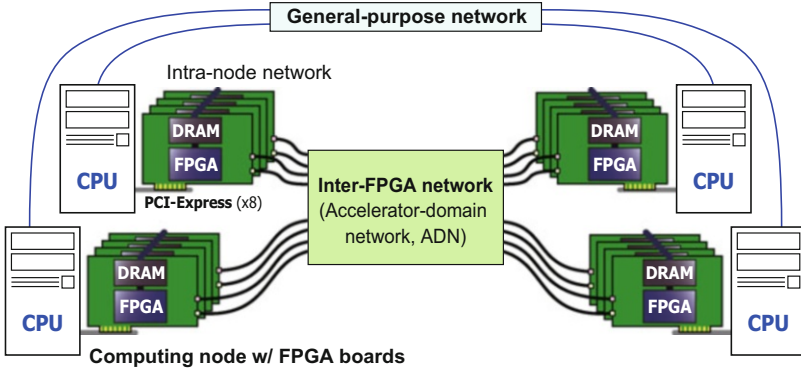 General-purpose network
Intra-node network
DRAM
FPGA
CPU
PCI-Express (x8)
DRAM
FPGA
CPU
Inter-FPGA network
(Accelerator-domain
network, ADN)
DRAM
FPGA
CPU
DRAM
FPGA
CPU
Computing node w/ FPGA boards